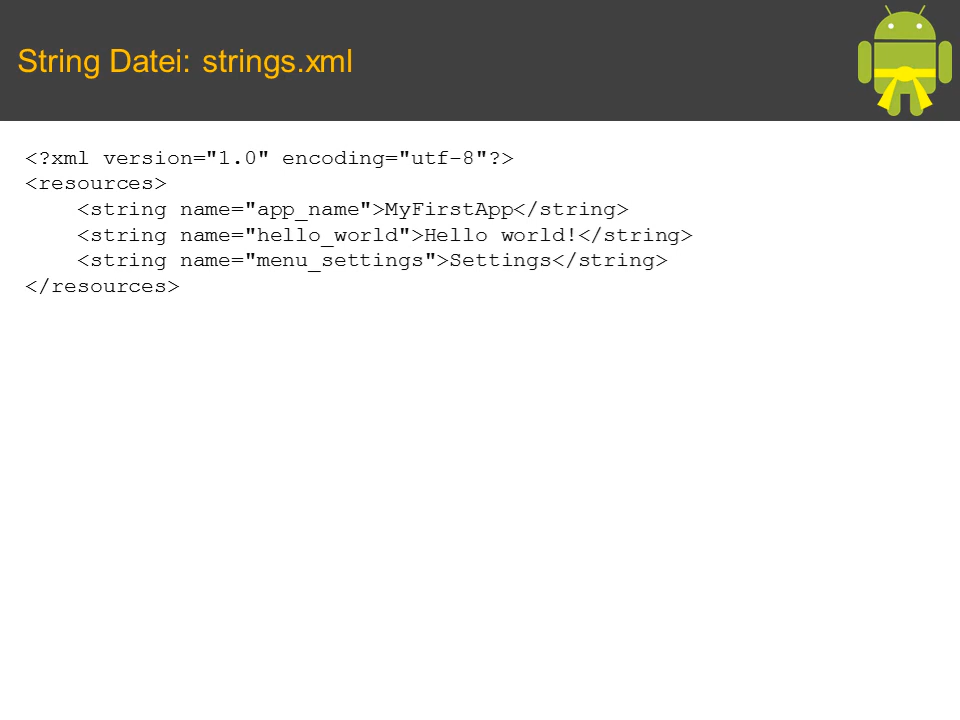 String Datei: strings.xml
<?xml version="1.0" encoding="utf-8"?>
<resources>
    <string name="app_name">MyFirstApp</string>
    <string name="hello_world">Hello world!</string>
    <string name="menu_settings">Settings</string>
</resources>